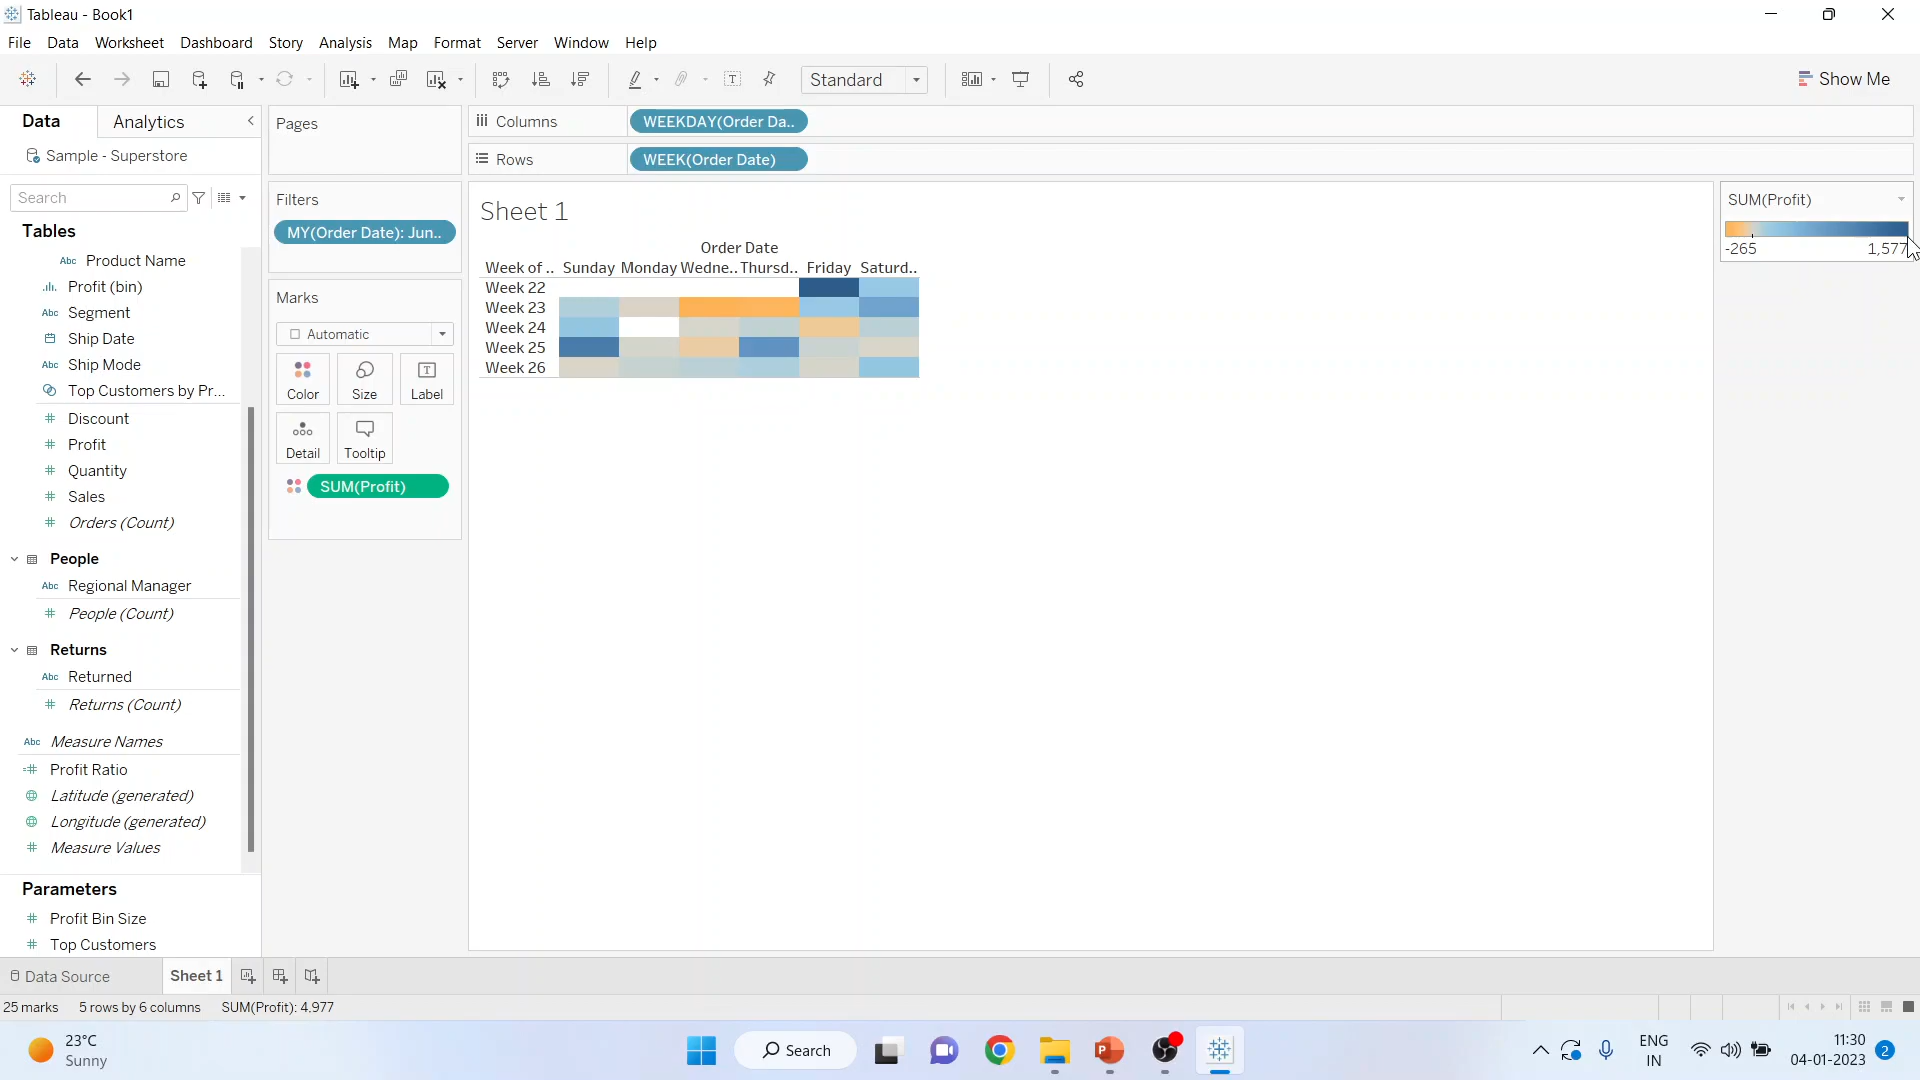 Tableau - Book1
File Data Worksheet Dashboard Story Analysis Map Format Server Window Help
Standard
Show Me
Data Analytics
Sample - Superstore
Search
Tables
Abc Product Name
Profit (bin)
Abc Segment
Ship Date
Abc Ship Mode
Top Customers by Pr...
Discount
Profit
Quantity
Sales
Orders (Count)
People
Abc Regional Manager
People (Count)
Returns
Abc Returned
Returns (Count)
Abc Measure Names
Profit Ratio
Latitude (generated)
Longitude (generated)
Measure Values
Parameters
Profit Bin Size
Top Customers
Pages
Filters
MY(Order Date): Jun..
Marks
Automatic
Color Size Label
Detail Tooltip
SUM(Profit)
Columns WEEKDAY(Order Da..
Rows WEEK(Order Date)
Sheet 1
Order Date
Week of .. Sunday Monday Wedne.. Thursd.. Friday Saturd..
Week 22
Week 23
Week 24
Week 25
Week 26
SUM(Profit)
-265 1,577
Data Source Sheet 1
25 marks 5 rows by 6 columns SUM(Profit): 4,977
23°C
Sunny
Search
ENG
IN
11:30
04-01-2023
2